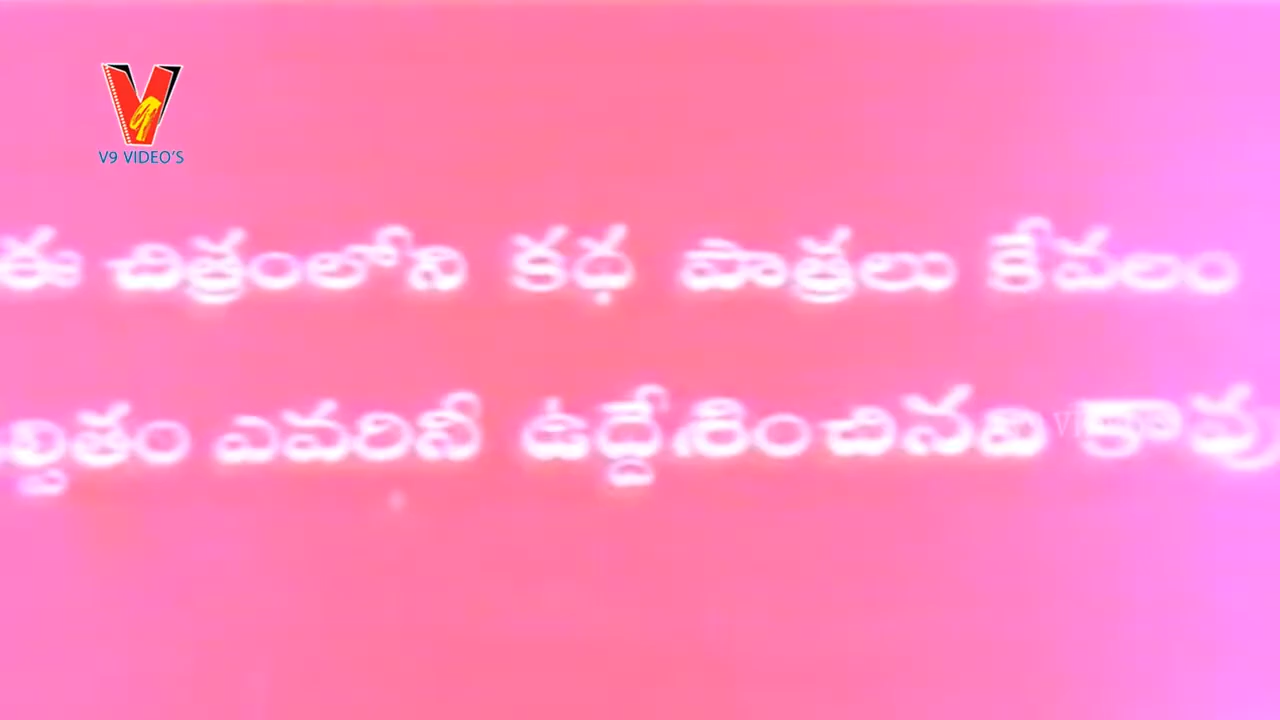 V9 VIDEO'S
ఈ చిత్రంలోని కధ పాత్రలు కేవలం
ఎవరినీ ఉద్దేశించినవి కావు